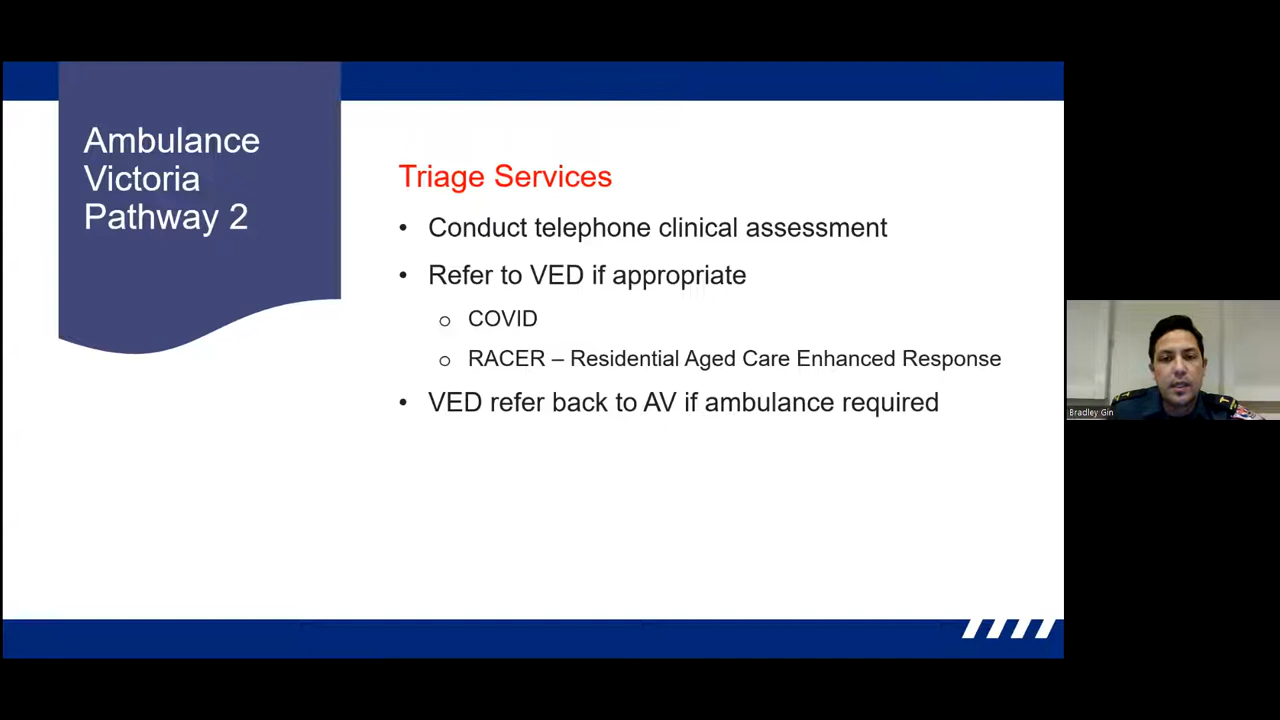 Ambulance
Victoria
Pathway 2
Triage Services
• Conduct telephone clinical assessment
• Refer to VED if appropriate
o COVID
o RACER – Residential Aged Care Enhanced Response
• VED refer back to AV if ambulance required
Bradley Gin